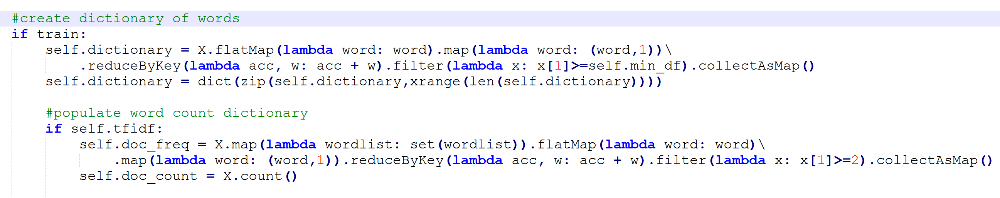 #create dictionary of words
if train:
    self.dictionary = X.flatMap(lambda word: word).map(lambda word: (word,1))\
        .reduceByKey(lambda acc, w: acc + w).filter(lambda x: x[1]>=self.min_df).collectAsMap()
    self.dictionary = dict(zip(self.dictionary,xrange(len(self.dictionary))))
    #populate word count dictionary
    if self.tfidf:
        self.doc_freq = X.map(lambda wordlist: set(wordlist)).flatMap(lambda word: word)\
            .map(lambda word: (word,1)).reduceByKey(lambda acc, w: acc + w).filter(lambda x: x[1]>=2).collectAsMap()
        self.doc_count = X.count()